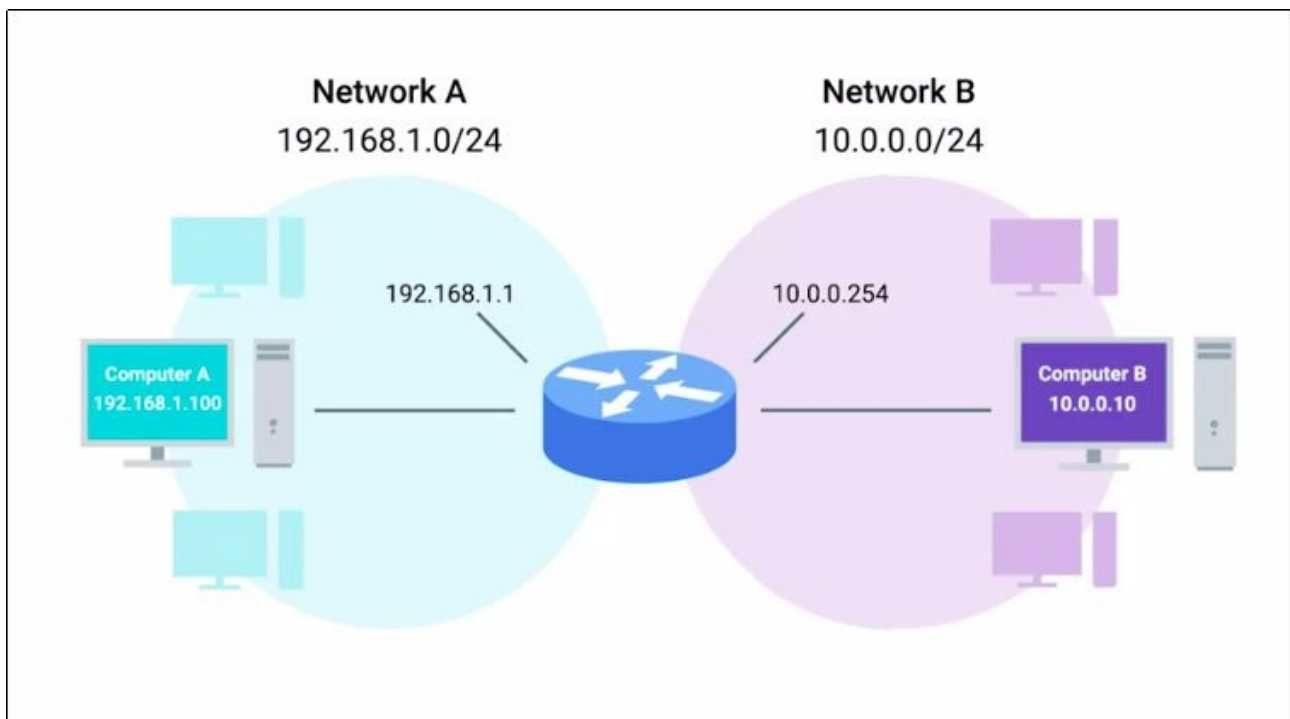 Network A
192.168.1.0/24
Network B
10.0.0.0/24
192.168.1.1
10.0.0.254
Computer A
192.168.1.100
Computer B
10.0.0.10